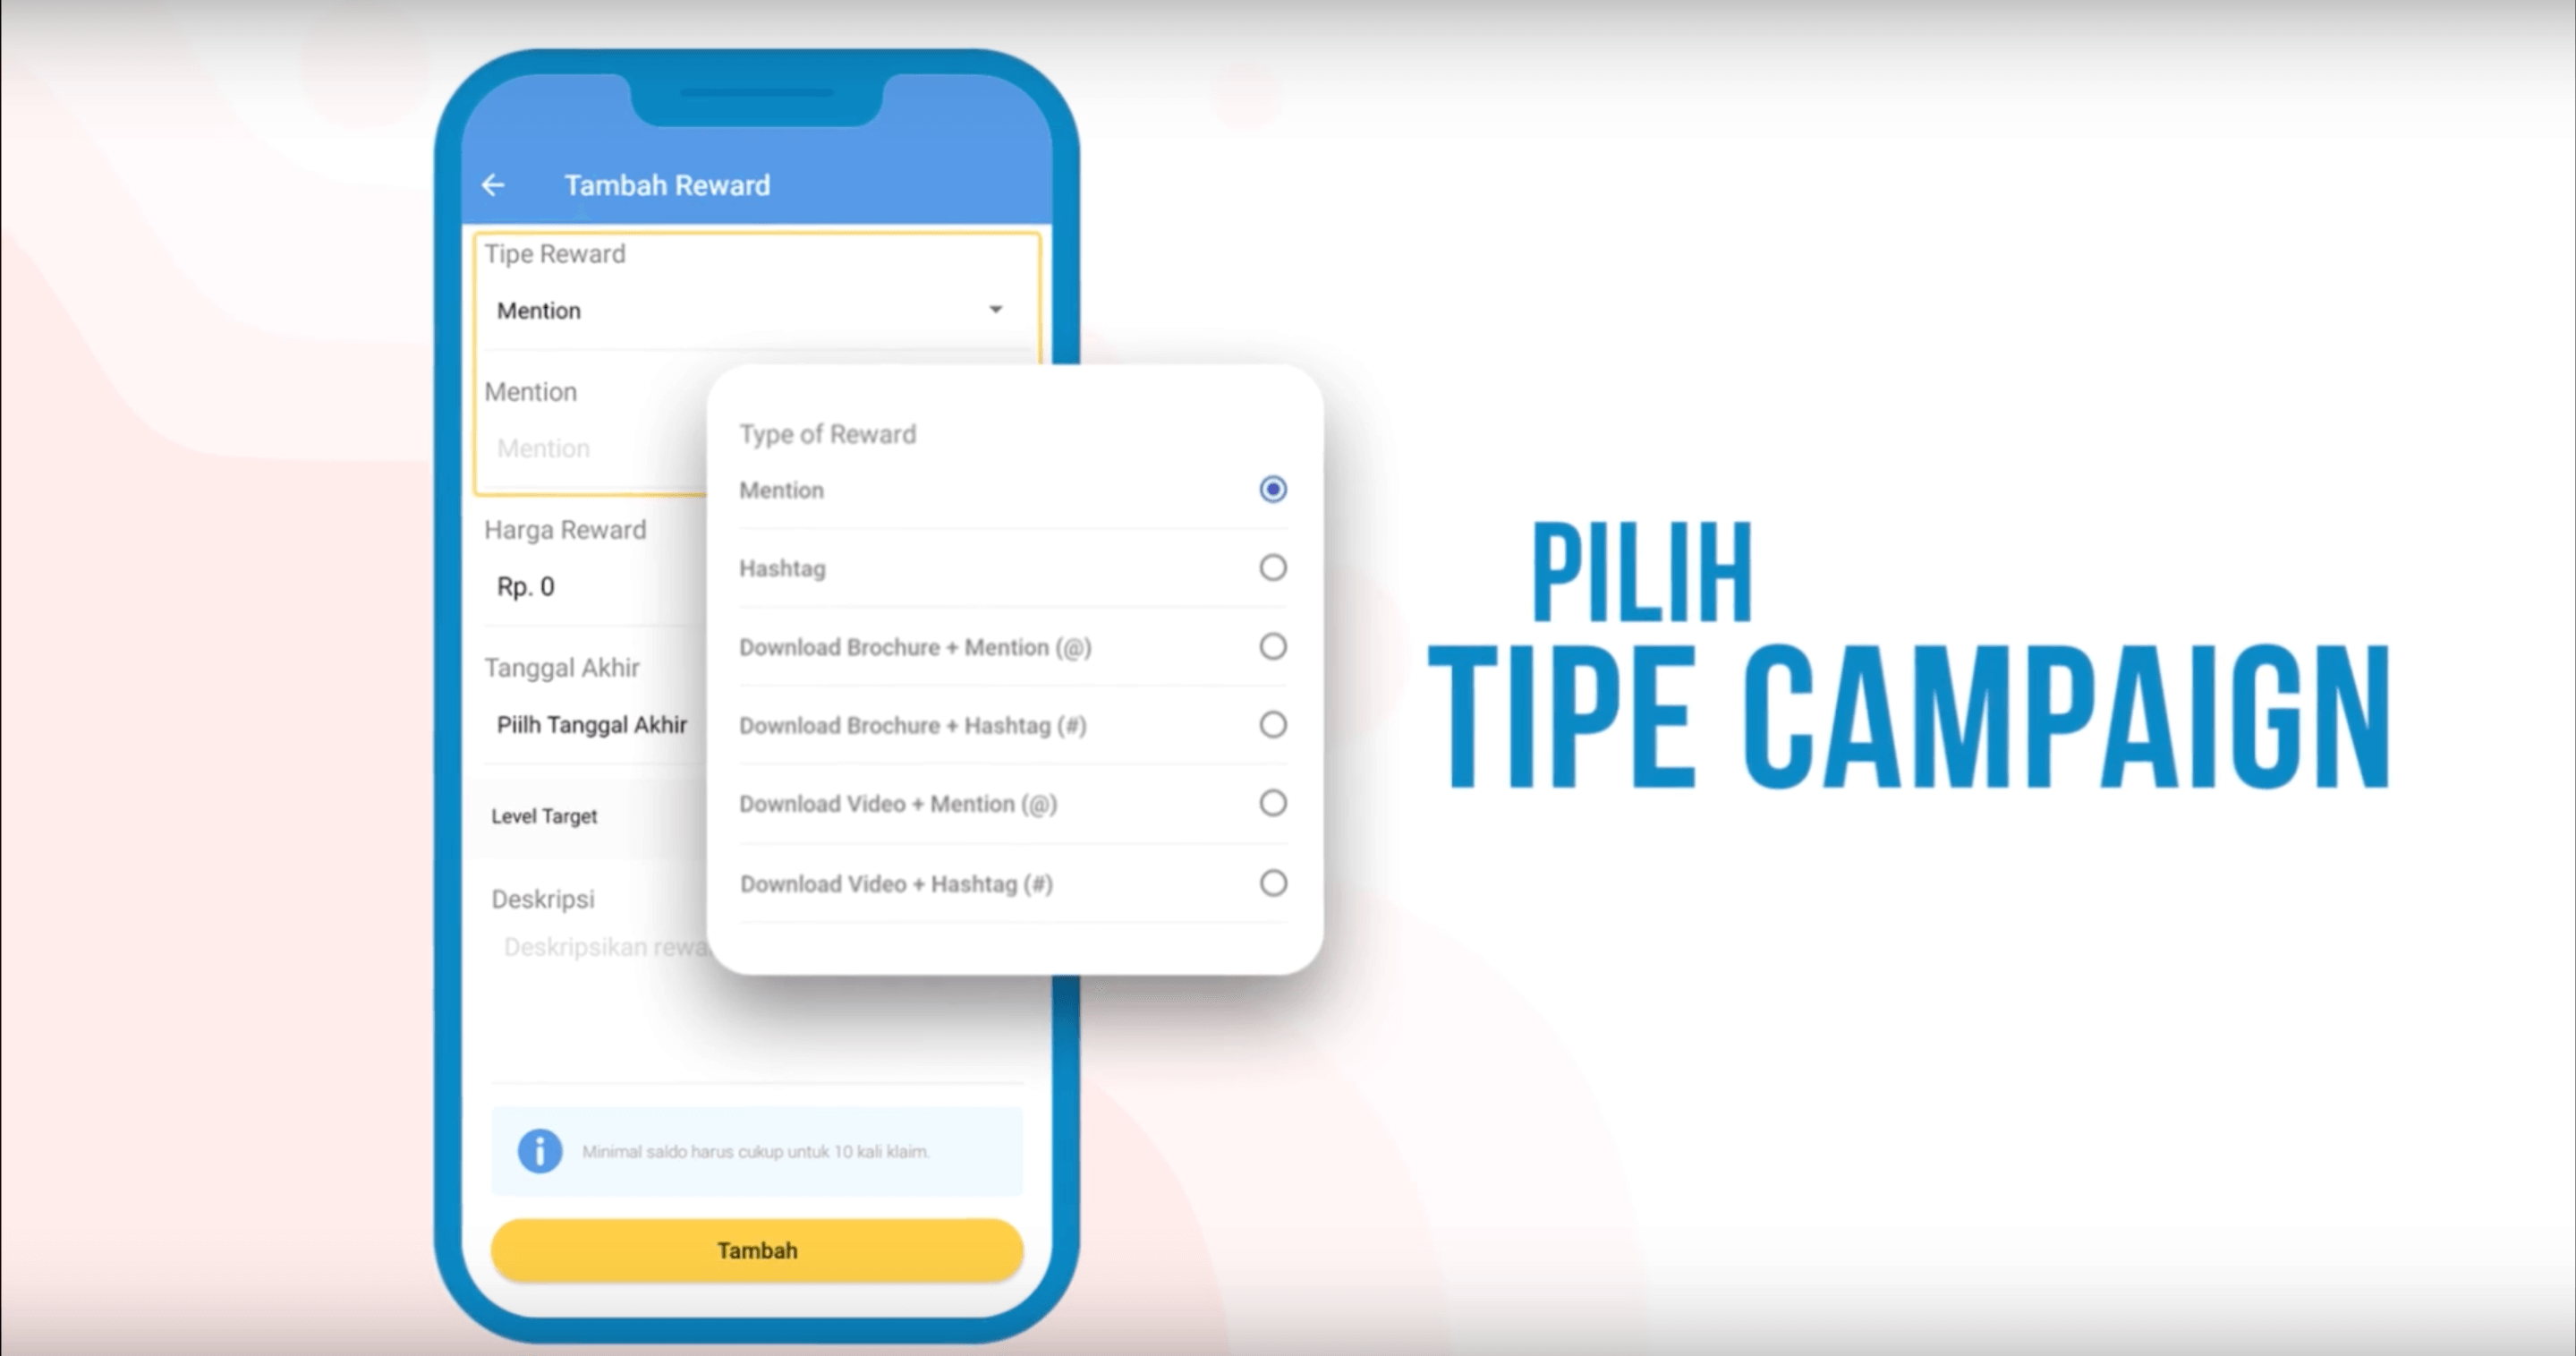 Tambah Reward
Tipe Reward
Mention
Mention
Mention
Harga Reward
Rp. 0
Tanggal Akhir
Piilh Tanggal Akhir
Level Target
Deskripsi
Deskripsikan
Minimal saldo harus cukup untuk 10 kali klaim.
Tambah
Type of Reward
Mention
Hashtag
Download Brochure + Mention (@)
Download Brochure + Hashtag (#)
Download Video + Mention (@)
Download Video + Hashtag (#)
PILIH
TIPE CAMPAIGN